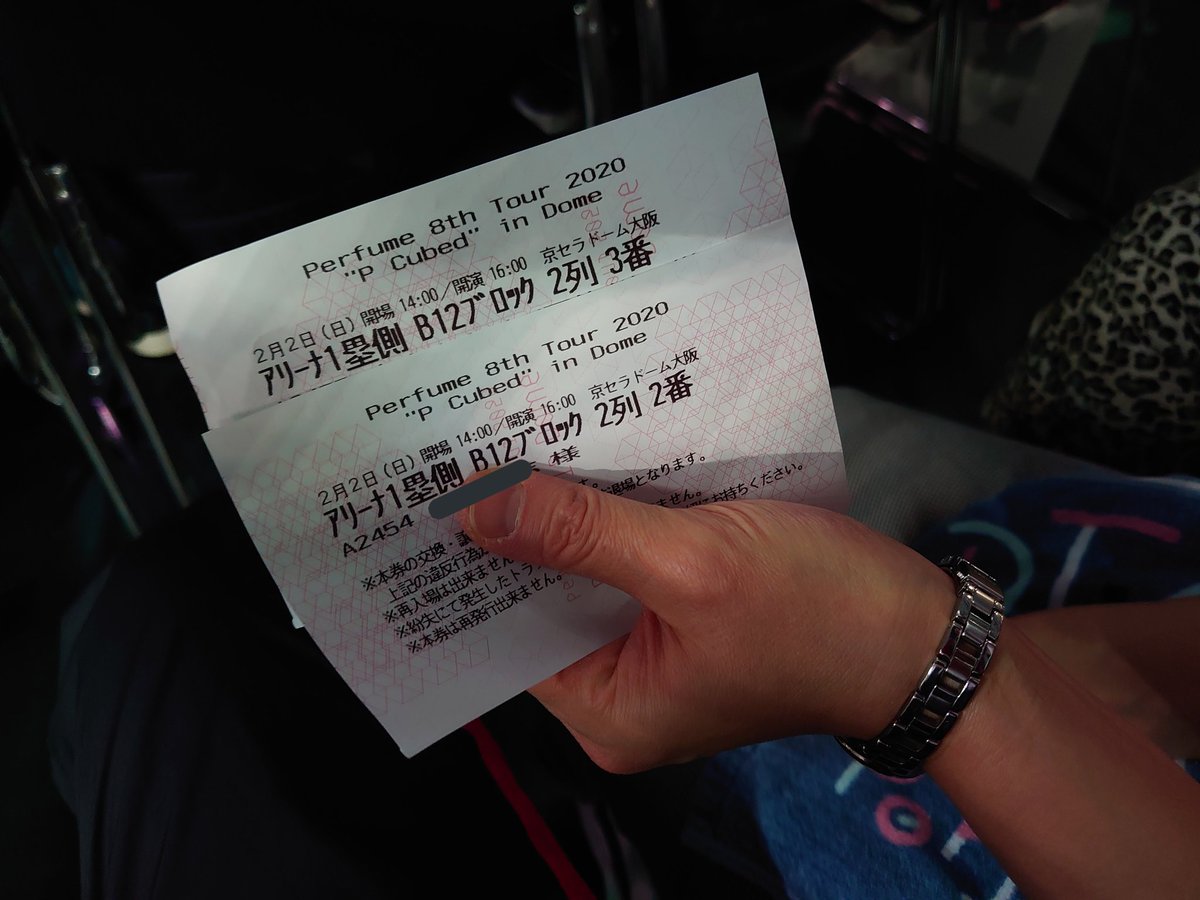 Perfume 8th Tour 2020
"P Cubed" in Dome
2月2日(日) 開場 14:00/開演 16:00 京セラドーム大阪
アリーナ1塁側 B12ブロック 2列 3番
Perfume 8th Tour 2020
"P Cubed" in Dome
2月2日(日) 開場 14:00/開演 16:00 京セラドーム大阪
アリーナ1塁側 B12ブロック 2列 2番
A2454 様
※本券の交換・
上記の違反行為 退場となります。
※再入場は出来ません
※紛失にて発生したトラ お持ちください。
※本券は再発行出来ません。